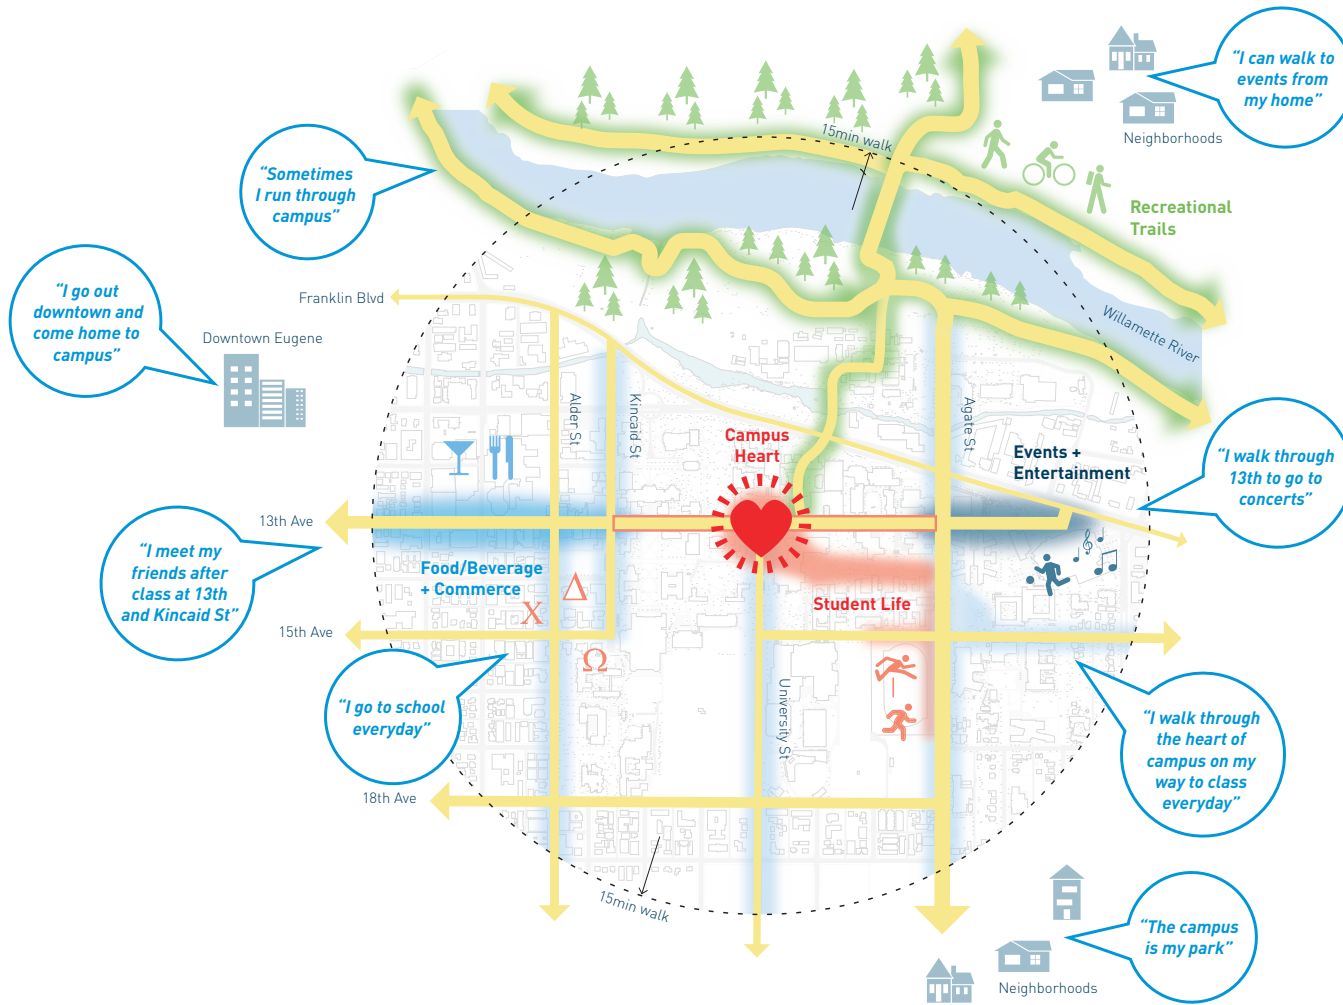 “I can walk to
events from
my home”
Neighborhoods
15min walk
“Sometimes
I run through
campus”
Recreational
Trails
“I go out
downtown and
come home to
campus”
Franklin Blvd
Downtown Eugene
Willamette River
Alder St
Kincaid St
Agate St
Campus
Heart
Events +
Entertainment
“I walk through
13th to go to
concerts”
13th Ave
“I meet my
friends after
class at 13th
and Kincaid St”
Food/Beverage
+ Commerce
Χ
Δ
Student Life
15th Ave
Ω
“I go to school
everyday”
University St
“I walk through
the heart of
campus on my
way to class
everyday”
18th Ave
15min walk
“The campus
is my park”
Neighborhoods